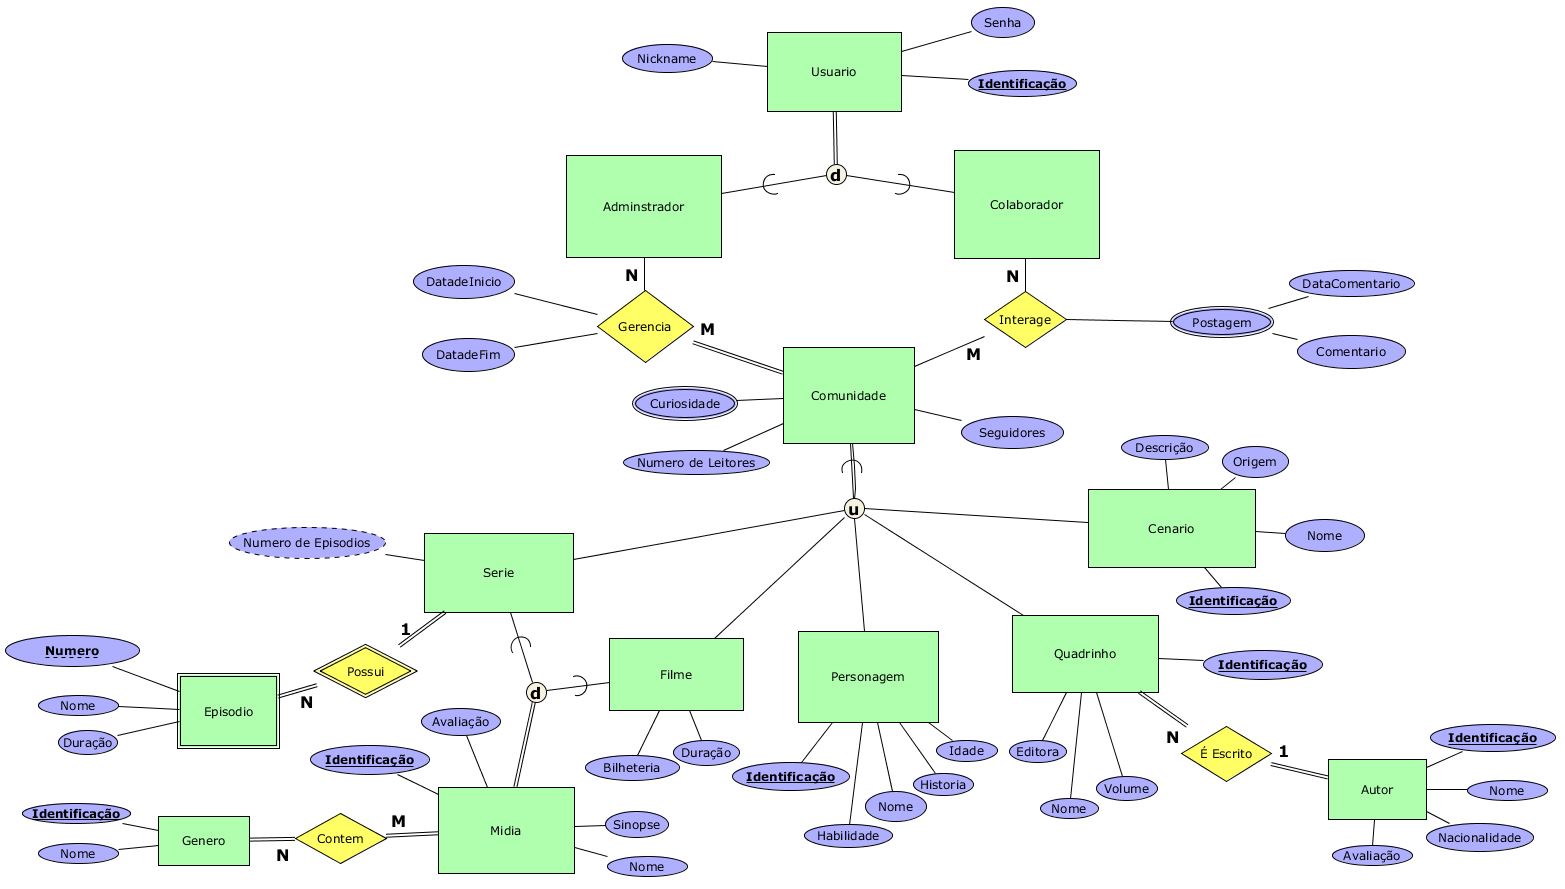 Senha
Nickname
Usuario
Identificação
d
Adminstrador
Colaborador
N
N
DatadeInicio
DataComentario
Gerencia
M
Interage
Postagem
DatadeFim
M
Comentario
Comunidade
Curiosidade
Seguidores
Numero de Leitores
Descrição
Origem
u
Cenario
Nome
Numero de Episodios
Serie
Identificação
1
Numero
Possui
Quadrinho
Identificação
Filme
Personagem
N
d
Nome
Episodio
Duração
Avaliação
Identificação
Bilheteria
Duração
Identificação
Idade
Historia
Nome
Habilidade
Editora
Nome
Volume
N
É Escrito
1
Identificação
Autor
Nome
Nacionalidade
Avaliação
Identificação
Nome
Genero
N
Contem
M
Midia
Sinopse
Nome